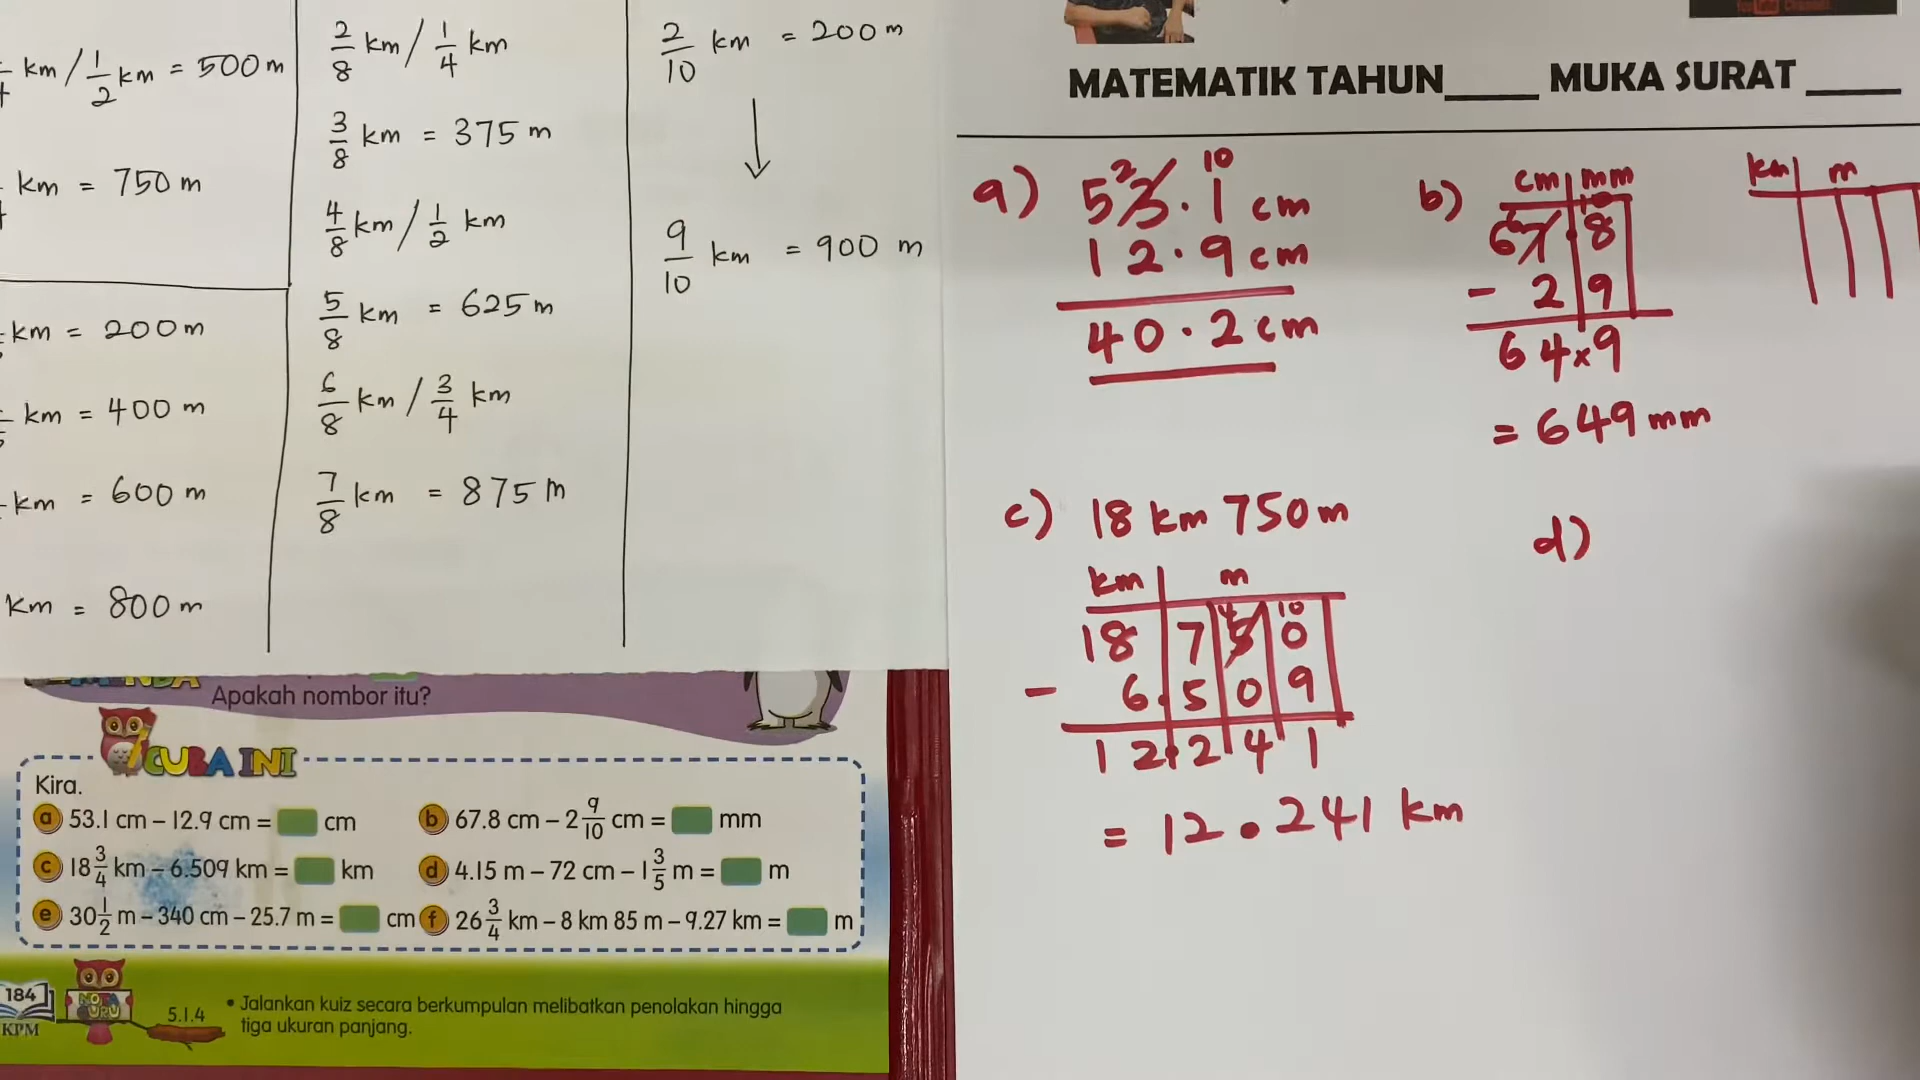 km / 1/2 km = 500 m
km = 750 m
km = 200 m
km = 400 m
km = 600 m
km = 800 m
2/8 km / 1/4 km
3/8 km = 375 m
4/8 km / 1/2 km
5/8 km = 625 m
6/8 km / 3/4 km
7/8 km = 875 m
2/10 km = 200 m
9/10 km = 900 m
Apakah nombor itu?
CUBA INI
Kira.
a 53.1 cm – 12.9 cm = cm
b 67.8 cm – 2 9/10 cm = mm
c 18 3/4 km – 6.509 km = km
d 4.15 m – 72 cm – 1 3/5 m = m
e 30 1/2 m – 340 cm – 25.7 m = cm
f 26 3/4 km – 8 km 85 m – 9.27 km = m
184
KPM
NOTA GURU
5.1.4
• Jalankan kuiz secara berkumpulan melibatkan penolakan hingga
tiga ukuran panjang.
MATEMATIK TAHUN_____ MUKA SURAT _____
a) 2 10
53.1 cm
12.9 cm
40.2 cm
b) cm mm
6 10
67.8
- 2 9
64.9
= 649 mm
km m
c) 18 km 750 m
km m
4 10
18 7 5 0
- 6.5 0 9
12.2 4 1
= 12.241 km
d)